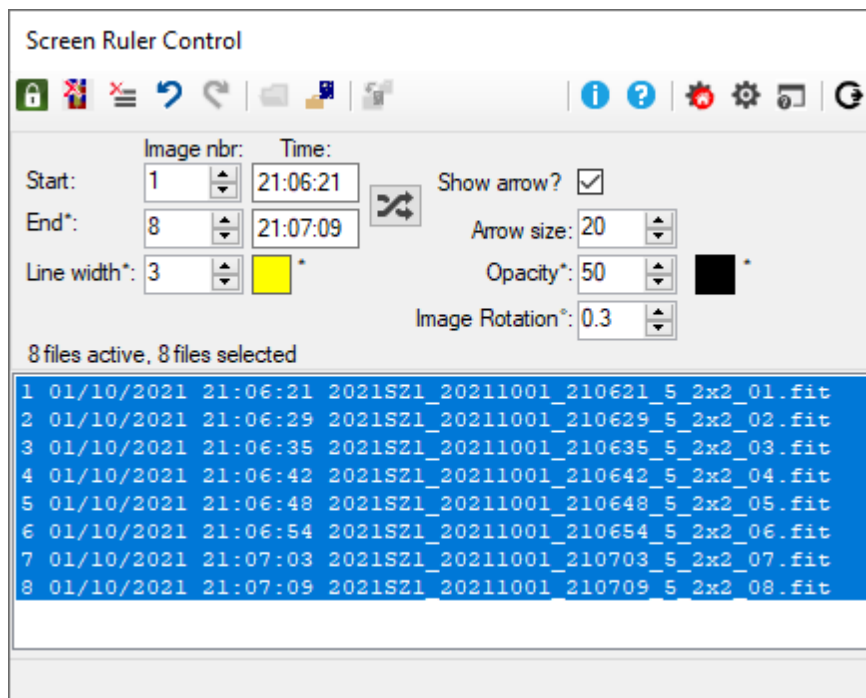 Screen Ruler Control
Image nbr: Time:
Start: 1 21:06:21 Show arrow?
End*: 8 21:07:09 Arrow size: 20
Line width*: 3 * Opacity*: 50 *
Image Rotation*: 0.3
8 files active, 8 files selected
1 01/10/2021 21:06:21 2021SZ1_20211001_210621_5_2x2_01.fit
2 01/10/2021 21:06:29 2021SZ1_20211001_210629_5_2x2_02.fit
3 01/10/2021 21:06:35 2021SZ1_20211001_210635_5_2x2_03.fit
4 01/10/2021 21:06:42 2021SZ1_20211001_210642_5_2x2_04.fit
5 01/10/2021 21:06:48 2021SZ1_20211001_210648_5_2x2_05.fit
6 01/10/2021 21:06:54 2021SZ1_20211001_210654_5_2x2_06.fit
7 01/10/2021 21:07:03 2021SZ1_20211001_210703_5_2x2_07.fit
8 01/10/2021 21:07:09 2021SZ1_20211001_210709_5_2x2_08.fit